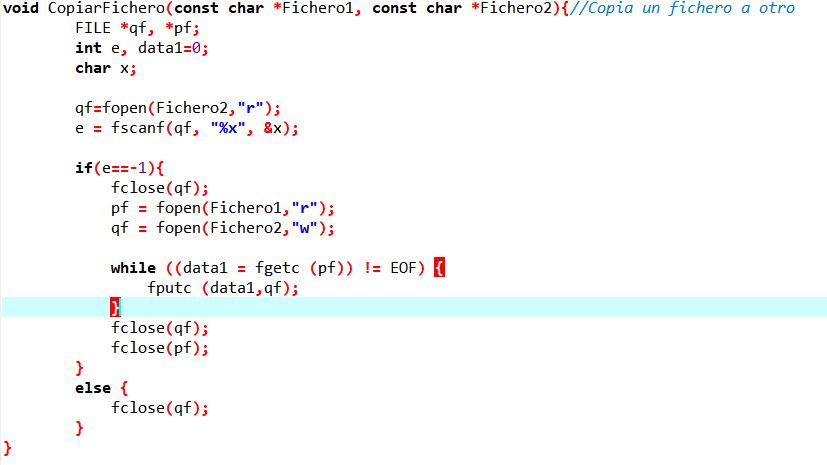 void CopiarFichero(const char *Fichero1, const char *Fichero2){//Copia un fichero a otro
        FILE *qf, *pf;
        int e, data1=0;
        char x;

        qf=fopen(Fichero2,"r");
        e = fscanf(qf, "%x", &x);

        if(e==-1){
            fclose(qf);
            pf = fopen(Fichero1,"r");
            qf = fopen(Fichero2,"w");

            while ((data1 = fgetc (pf)) != EOF) {
                fputc (data1,qf);
            }
            fclose(qf);
            fclose(pf);
        }
        else {
            fclose(qf);
        }
}